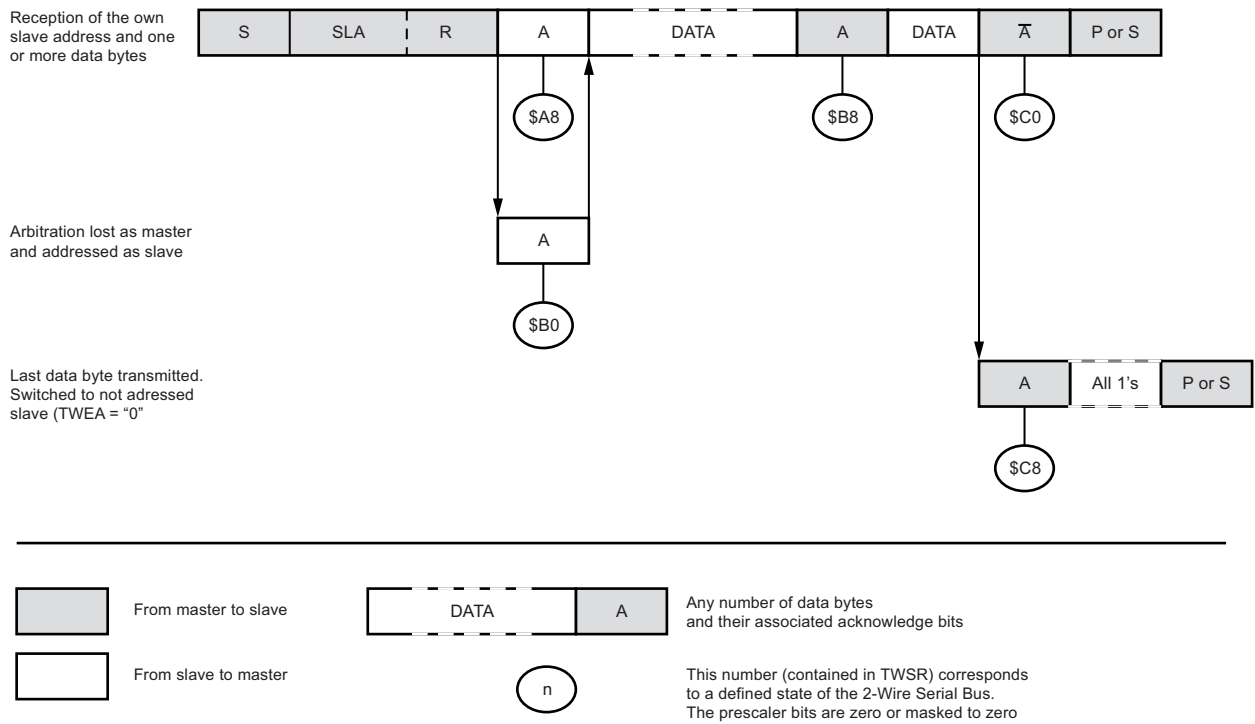 Reception of the own
slave address and one
or more data bytes
S SLA R A DATA A DATA A̅ P or S
$A8 $B8 $C0
Arbitration lost as master
and addressed as slave
A
$B0
Last data byte transmitted.
Switched to not adressed
slave (TWEA = “0”
A All 1's P or S
$C8
From master to slave
DATA A
Any number of data bytes
and their associated acknowledge bits
From slave to master
n
This number (contained in TWSR) corresponds
to a defined state of the 2-Wire Serial Bus.
The prescaler bits are zero or masked to zero